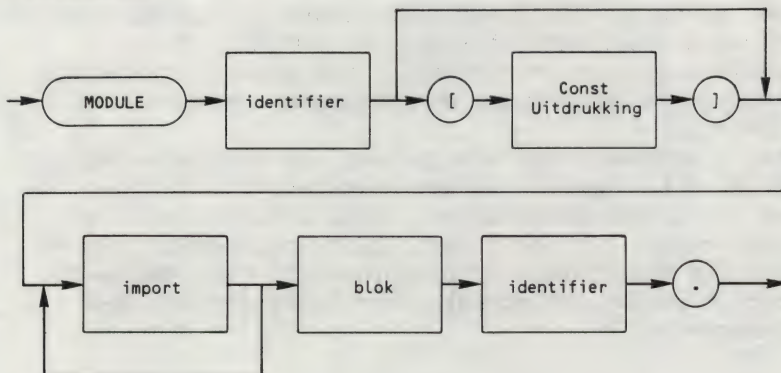 MODULE
identifier
[
Const
Uitdrukking
]
import
blok
identifier
.